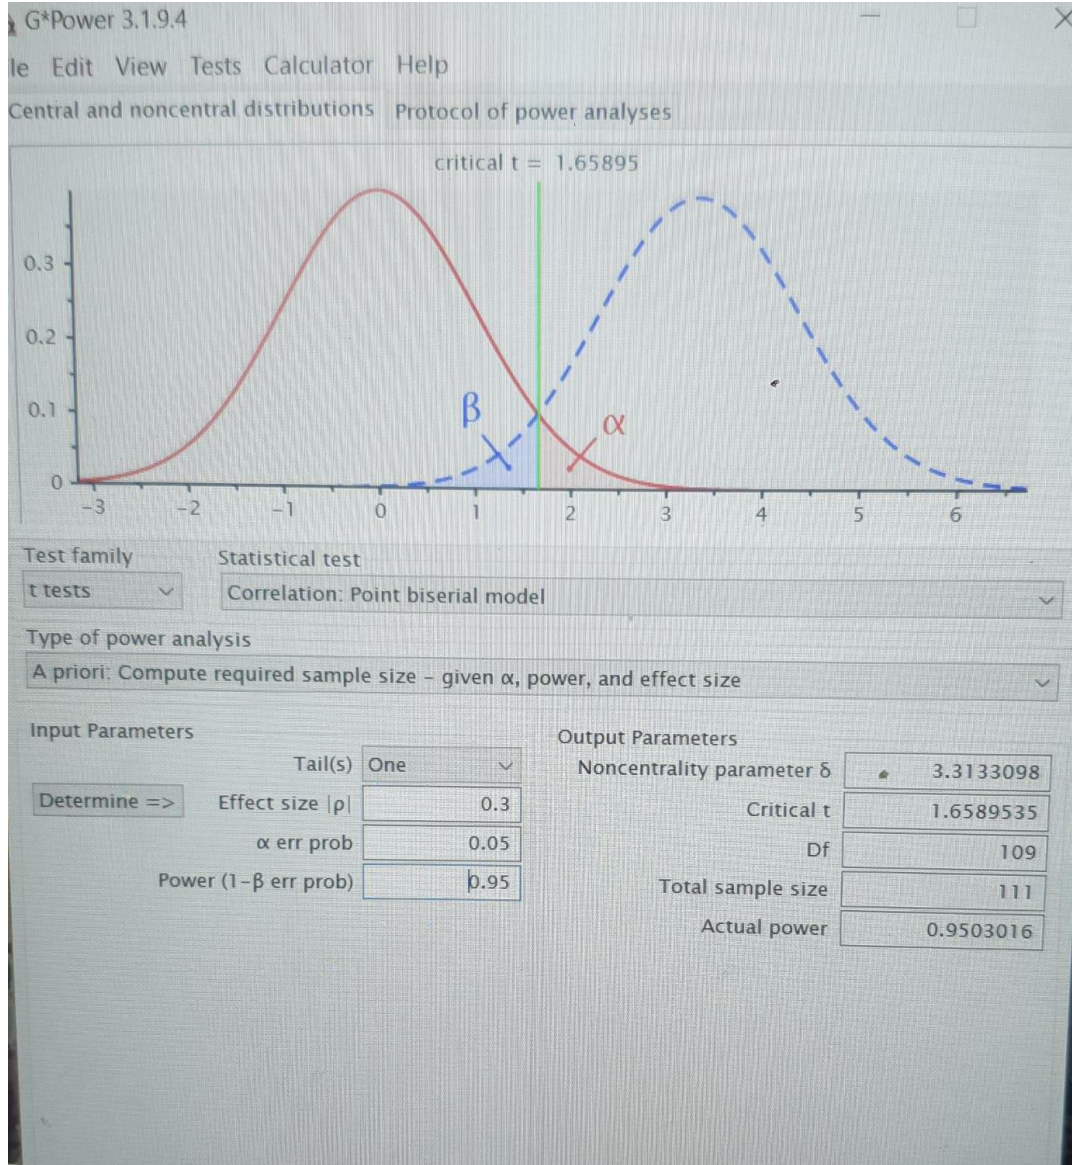 G*Power 3.1.9.4
le Edit View Tests Calculator Help
Central and noncentral distributions Protocol of power analyses
critical t = 1.65895
0.3
0.2
0.1
0
β
α
-3 -2 -1 0 1 2 3 4 5 6
Test family Statistical test
t tests Correlation: Point biserial model
Type of power analysis
A priori: Compute required sample size - given α, power, and effect size
Input Parameters Output Parameters
Tail(s) One Noncentrality parameter δ 3.3133098
Determine => Effect size |ρ| 0.3 Critical t 1.6589535
α err prob 0.05 Df 109
Power (1-β err prob) 0.95 Total sample size 111
Actual power 0.9503016